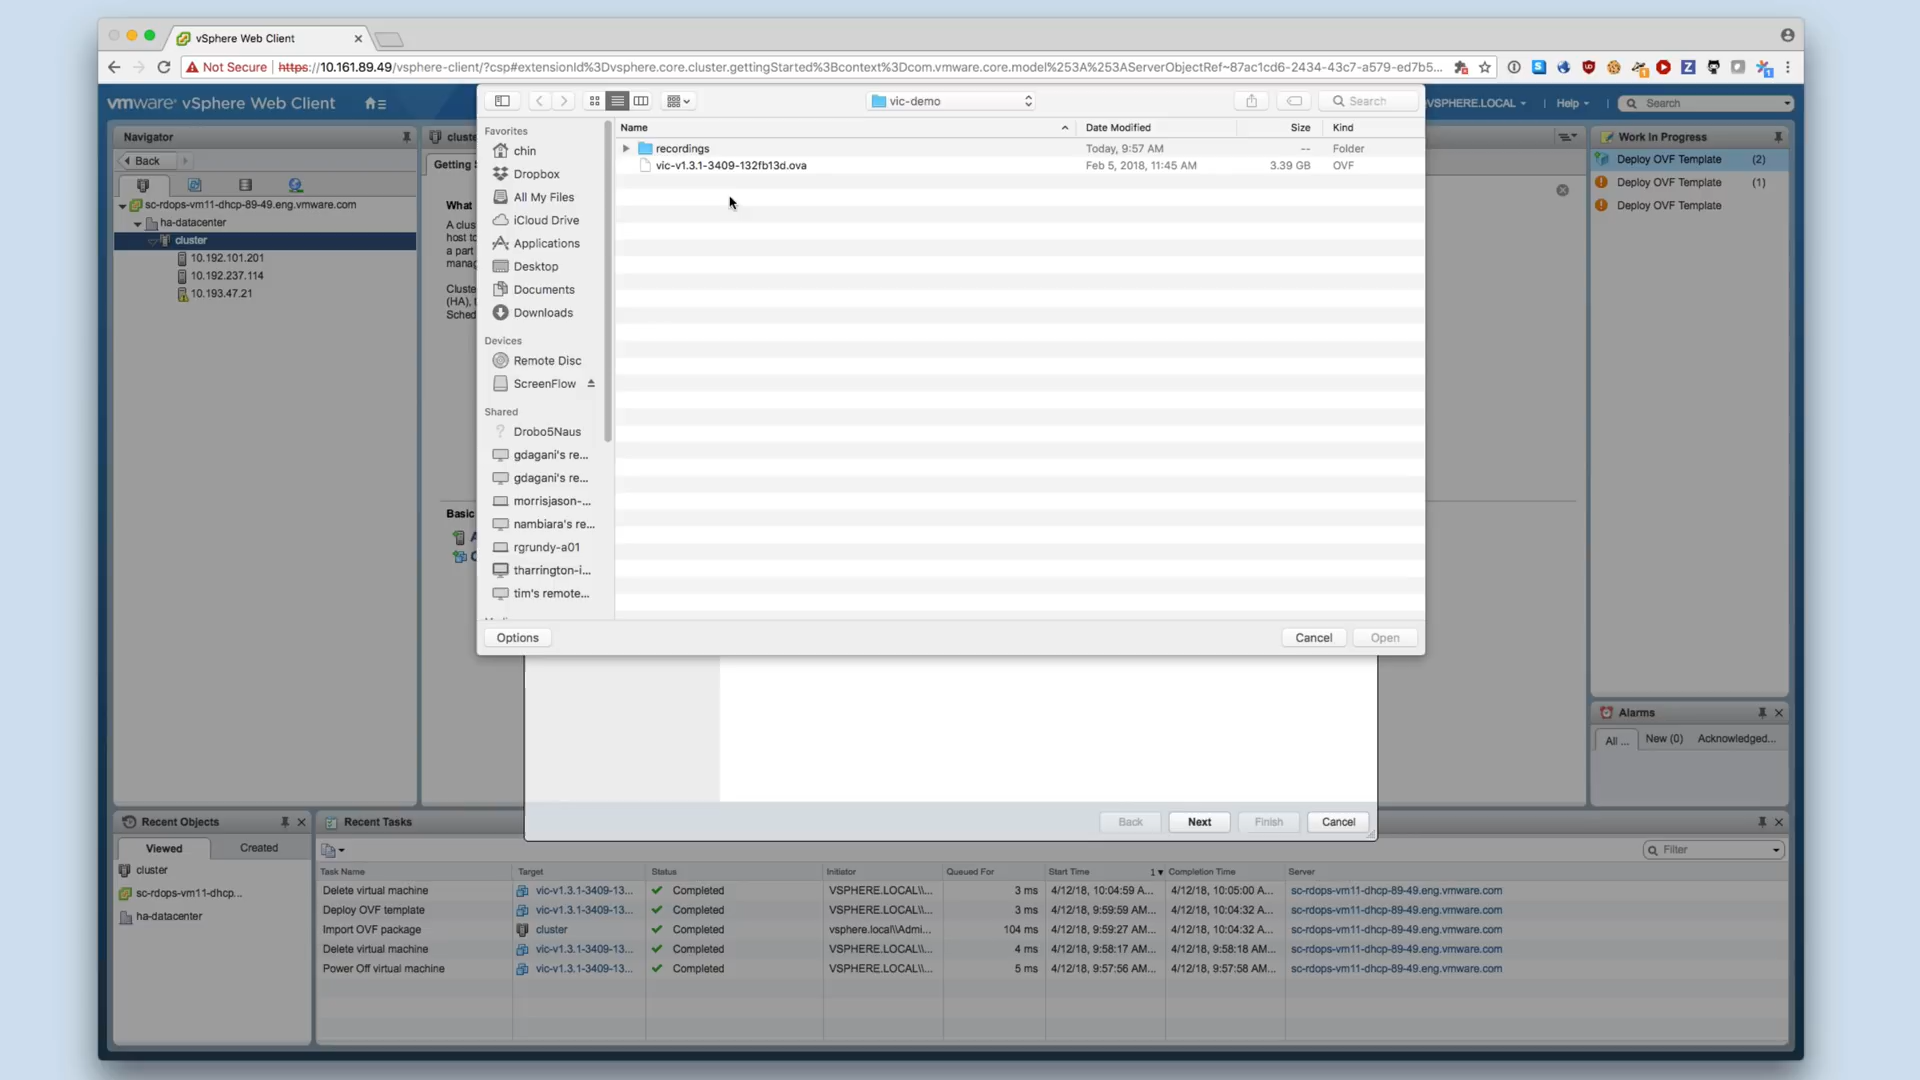 vSphere Web Client
Not Secure | https://10.161.89.49/vsphere-client/?csp#extensionId%3Dvsphere.core.cluster.gettingStarted%3Bcontext%3Dcom.vmware.core.model%253A%253AServerObjectRef~87ac1cd6-2434-43c7-a579-ed7b5...
vmware® vSphere Web Client
VSPHERE.LOCAL
Help
Search
Navigator
Back
sc-rdops-vm11-dhcp-89-49.eng.vmware.com
ha-datacenter
cluster
10.192.101.201
10.192.237.114
10.193.47.21
Getting
What
A clus
host to
a part
manag
Cluste
(HA),
Sched
Basic
vic-demo
Search
Favorites
chin
Dropbox
All My Files
iCloud Drive
Applications
Desktop
Documents
Downloads
Devices
Remote Disc
ScreenFlow
Shared
Drobo5Naus
gdagani's re...
gdagani's re...
morrisjason-...
nambiara's re...
rgrundy-a01
tharrington-i...
tim's remote...
Name Date Modified Size Kind
recordings Today, 9:57 AM -- Folder
vic-v1.3.1-3409-132fb13d.ova Feb 5, 2018, 11:45 AM 3.39 GB OVF
Options
Cancel
Open
Back
Next
Finish
Cancel
Work In Progress
Deploy OVF Template (2)
Deploy OVF Template (1)
Deploy OVF Template
Alarms
All ...
New (0)
Acknowledged...
Recent Objects
Viewed
Created
cluster
sc-rdops-vm11-dhcp...
ha-datacenter
Recent Tasks
Filter
Task Name Target Status Initiator Queued For Start Time 1 Completion Time Server
Delete virtual machine vic-v1.3.1-3409-13... Completed VSPHERE.LOCAL\\... 3 ms 4/12/18, 10:04:59 A... 4/12/18, 10:05:00 A... sc-rdops-vm11-dhcp-89-49.eng.vmware.com
Deploy OVF template vic-v1.3.1-3409-13... Completed VSPHERE.LOCAL\\... 3 ms 4/12/18, 9:59:59 AM... 4/12/18, 10:04:32 A... sc-rdops-vm11-dhcp-89-49.eng.vmware.com
Import OVF package cluster Completed vsphere.local\\Admi... 104 ms 4/12/18, 9:59:27 AM... 4/12/18, 10:04:32 A... sc-rdops-vm11-dhcp-89-49.eng.vmware.com
Delete virtual machine vic-v1.3.1-3409-13... Completed VSPHERE.LOCAL\\... 4 ms 4/12/18, 9:58:17 AM... 4/12/18, 9:58:18 AM... sc-rdops-vm11-dhcp-89-49.eng.vmware.com
Power Off virtual machine vic-v1.3.1-3409-13... Completed VSPHERE.LOCAL\\... 5 ms 4/12/18, 9:57:56 AM... 4/12/18, 9:57:58 AM... sc-rdops-vm11-dhcp-89-49.eng.vmware.com